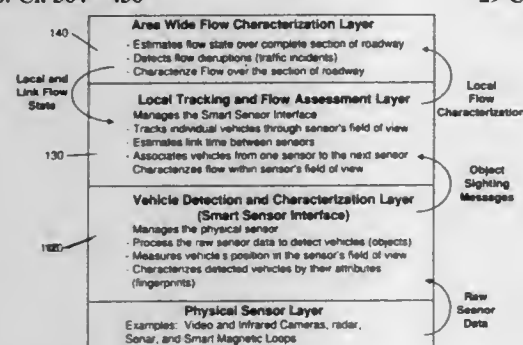 140
Area Wide Flow Characterization Layer
- Estimates flow state over complete section of roadway
- Detects flow disruptions (traffic incidents)
- Characterize Flow over the section of roadway
Local and
Link Flow
State
Local
Flow
Characterization
Local Tracking and Flow Assessment Layer
Manages the Smart Sensor Interface
- Tracks individual vehicles through sensor's field of view
- Estimates link time between sensors
- Associates vehicles from one sensor to the next sensor
Characterizes flow within sensor's field of view
130
Object
Sighting
Messages
Vehicle Detection and Characterization Layer
(Smart Sensor Interface)
Manages the physical sensor
- Process the raw sensor data to detect vehicles (objects)
- Measures vehicle's position in the sensor's field of view
- Characterizes detected vehicles by their attributes
(fingerprints)
Raw
Sensor
Data
Physical Sensor Layer
Examples: Video and Infrared Cameras, radar,
Sonar, and Smart Magnetic Loops